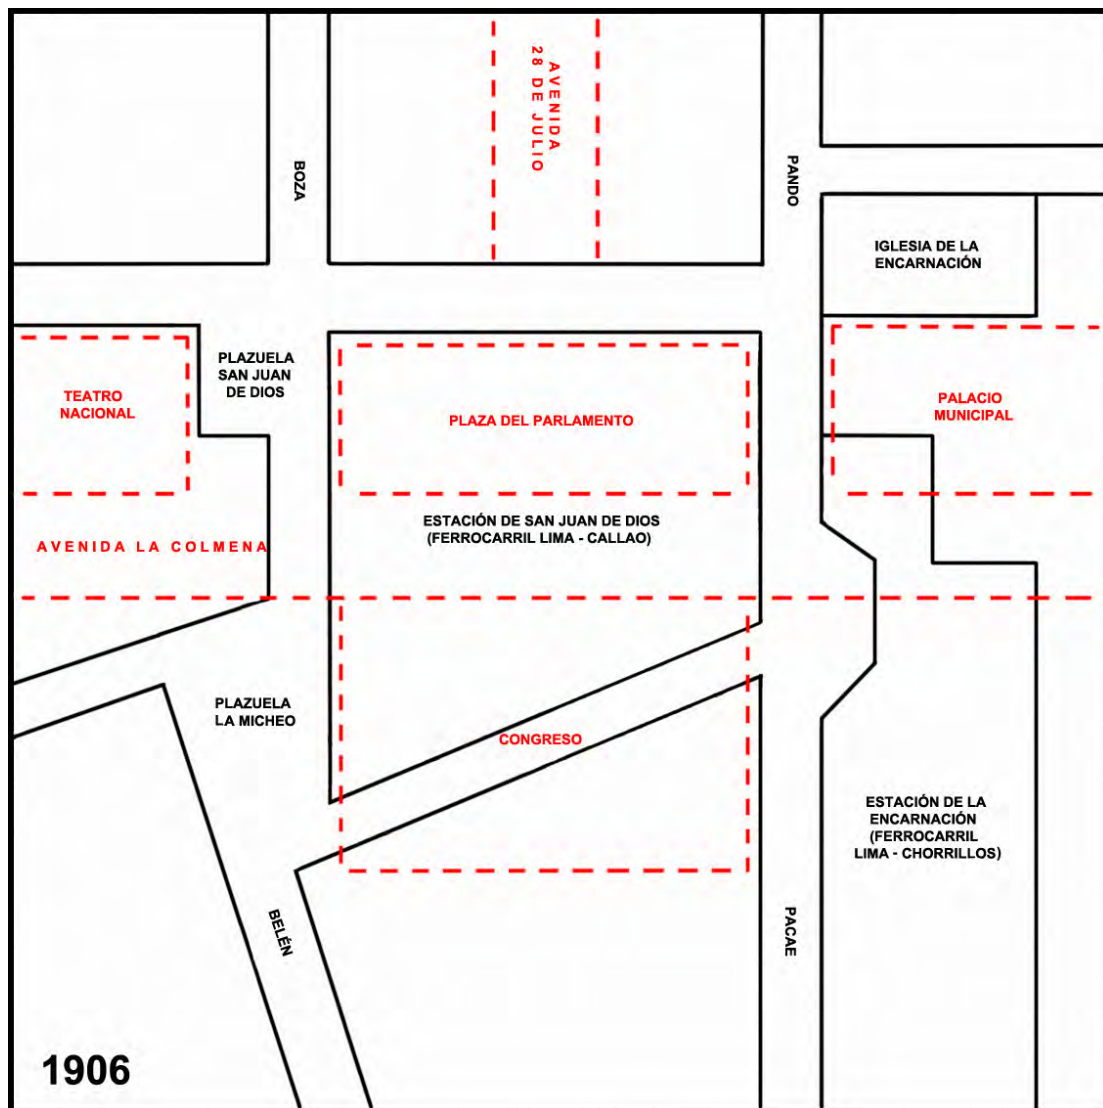 AVENIDA
28 DE JULIO
BOZA
PANDO
IGLESIA DE LA
ENCARNACIÓN
PLAZUELA
SAN JUAN
DE DIOS
TEATRO
NACIONAL
PLAZA DEL PARLAMENTO
PALACIO
MUNICIPAL
ESTACIÓN DE SAN JUAN DE DIOS
(FERROCARRIL LIMA - CALLAO)
AVENIDA LA COLMENA
PLAZUELA
LA MICHEO
CONGRESO
ESTACIÓN DE LA
ENCARNACIÓN
(FERROCARRIL
LIMA - CHORRILLOS)
BELÉN
PACAE
1906